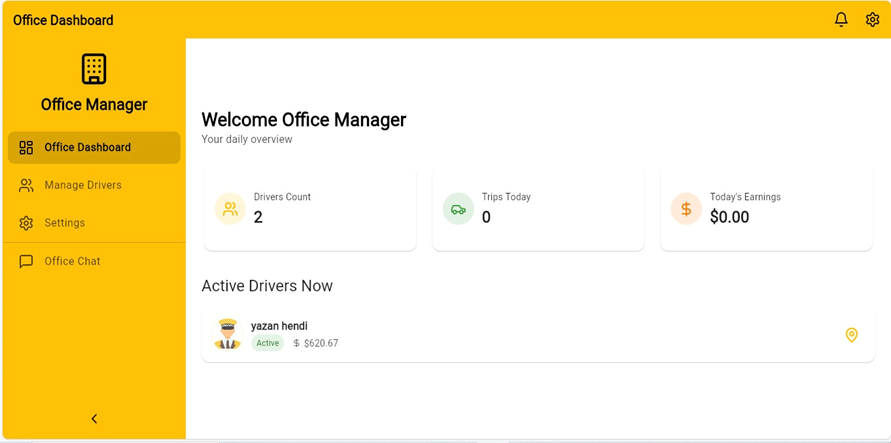 Office Dashboard
Office Manager
Office Dashboard
Manage Drivers
Settings
Office Chat
Welcome Office Manager
Your daily overview
Drivers Count
2
Trips Today
0
Today's Earnings
$0.00
Active Drivers Now
yazan hendi
Active $ $620.67